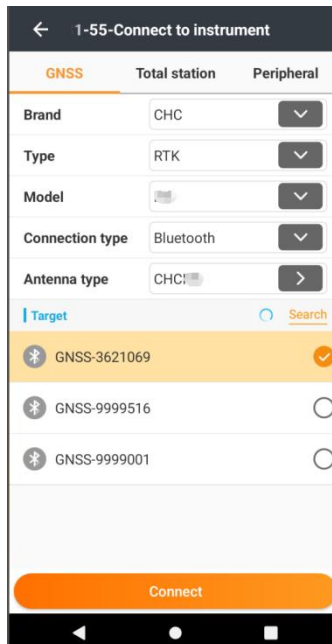 1-55-Connect to instrument
GNSS Total station Peripheral
Brand CHC
Type RTK
Model
Connection type Bluetooth
Antenna type
Target Search
GNSS-3621069
GNSS-9999516
GNSS-9999001
Connect